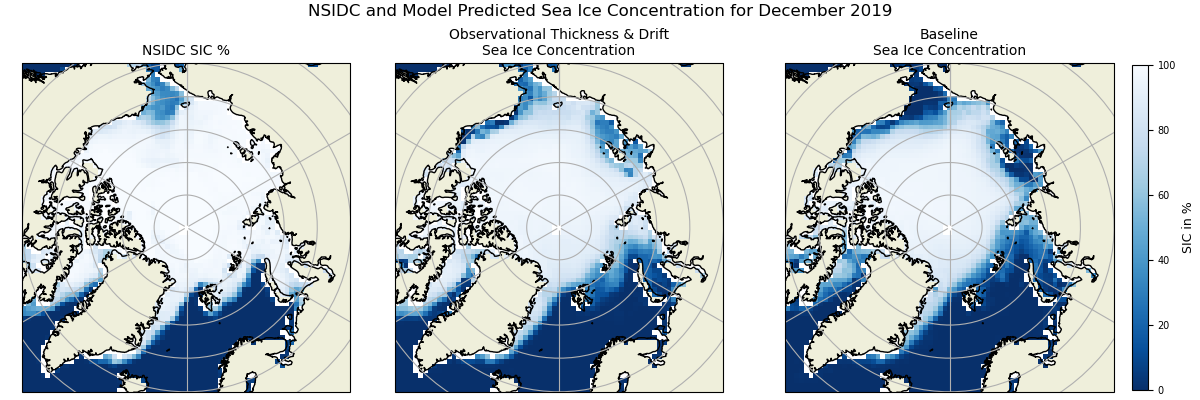 NSIDC and Model Predicted Sea Ice Concentration for December 2019
NSIDC SIC %
Observational Thickness & Drift
Sea Ice Concentration
Baseline
Sea Ice Concentration
100
80
60
40
20
0
SIC in %